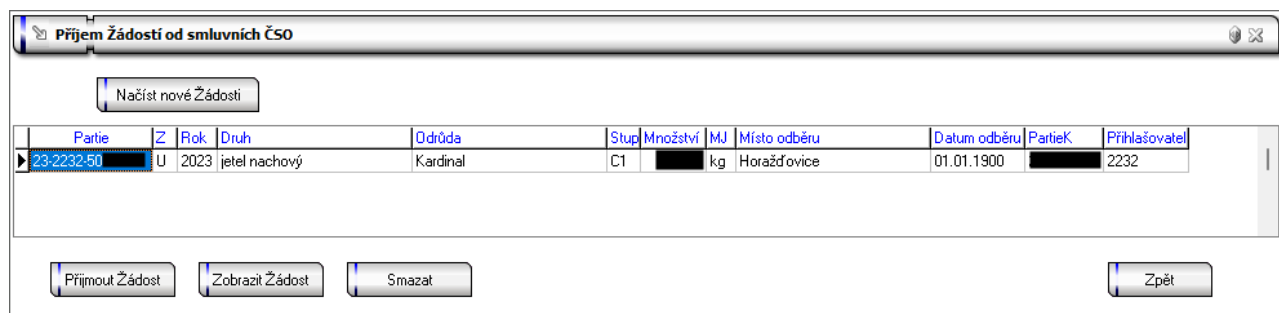 Příjem Žádostí od smluvních ČSO
Načíst nové Žádosti
Partie Z Rok Druh Odrůda Stup Množství MJ Místo odběru Datum odběru PartieK Přihlašovatel
23-2232-50 U 2023 jetel nachový Kardinal C1 kg Horažďovice 01.01.1900 2232
Přijmout Žádost Zobrazit Žádost Smazat Zpět